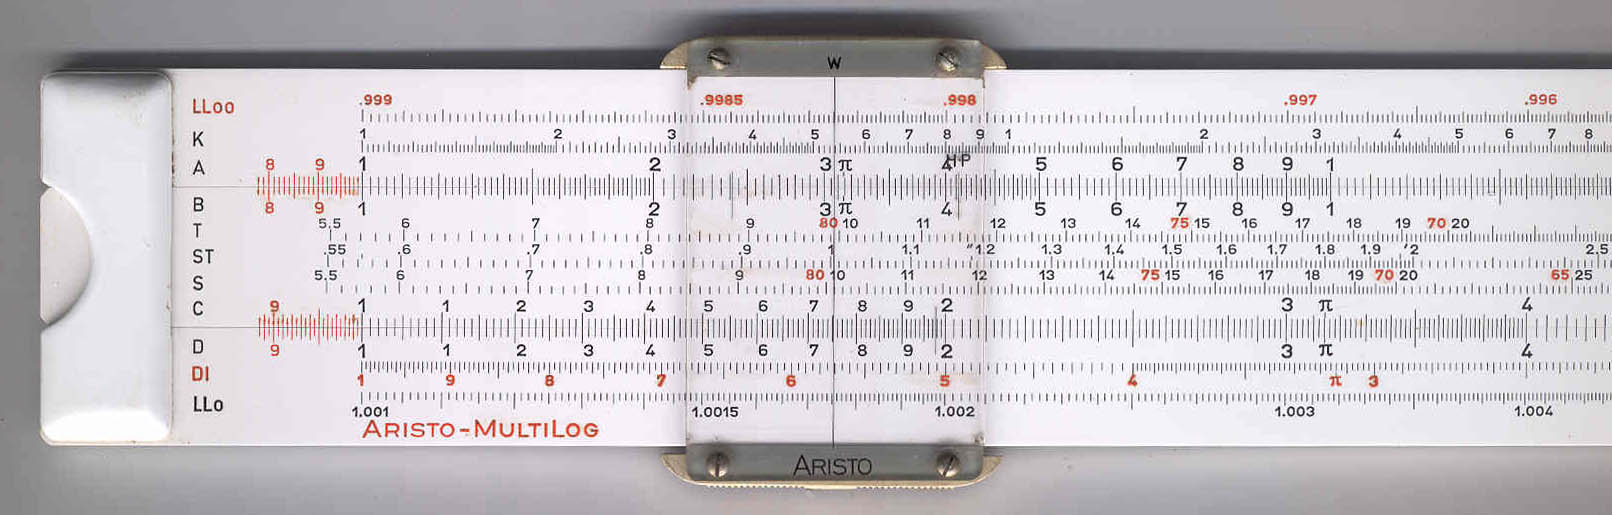 W
LLoo .999 .9985 .998 .997 .996
K 1 2 3 4 5 6 7 8 9 1 2 3 4 5 6 7 8
A 8 9 1 2 3 π 4 HP 5 6 7 8 9 1
B 8 9 1 2 3 π 4 5 6 7 8 9 1
T 5,5 6 7 8 9 80 10 11 12 13 14 75 15 16 17 18 19 70 20
ST .55 6 .7 .8 .9 1 1.1 1.2 1.3 1.4 1.5 1.6 1.7 1.8 1.9 2 2.5
S 5.5 6 7 8 9 80 10 11 12 13 14 75 15 16 17 18 19 70 20 65 25
C 9 1 1 2 3 4 5 6 7 8 9 2 3 π 4
D 9 1 1 2 3 4 5 6 7 8 9 2 3 π 4
DI 1 9 8 7 6 5 4 π 3
LLo 1.001 1.0015 1.002 1.003 1.004
ARISTO-MULTILOG
ARISTO